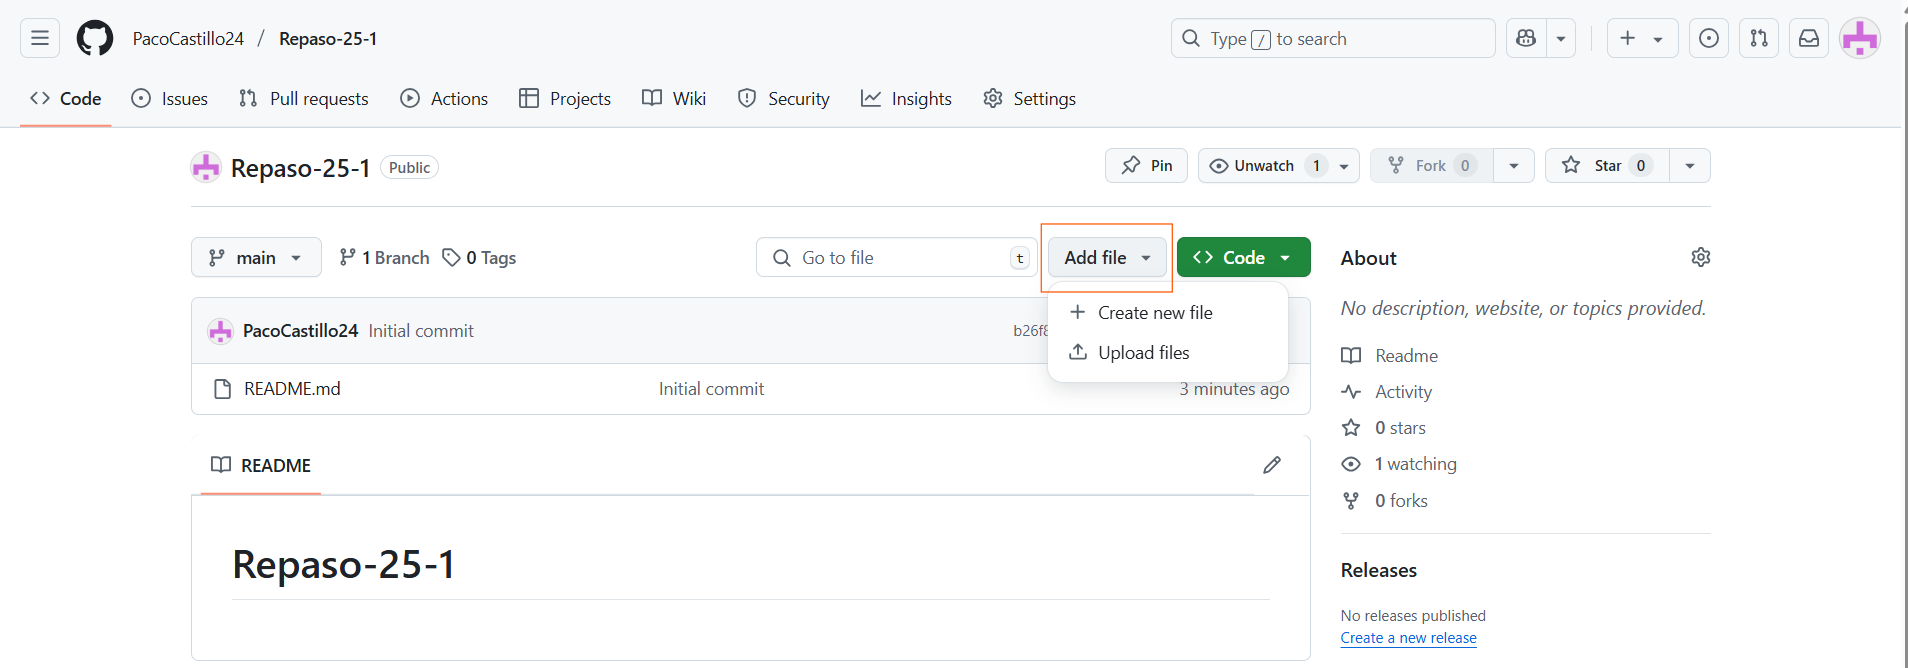 PacoCastillo24 / Repaso-25-1
Type / to search
Code Issues Pull requests Actions Projects Wiki Security Insights Settings
Repaso-25-1 Public
Pin Unwatch 1 Fork 0 Star 0
main 1 Branch 0 Tags
Go to file t
Add file
Code
Create new file
Upload files
PacoCastillo24 Initial commit
b26f8
README.md Initial commit 3 minutes ago
README
Repaso-25-1
About
No description, website, or topics provided.
Readme
Activity
0 stars
1 watching
0 forks
Releases
No releases published
Create a new release